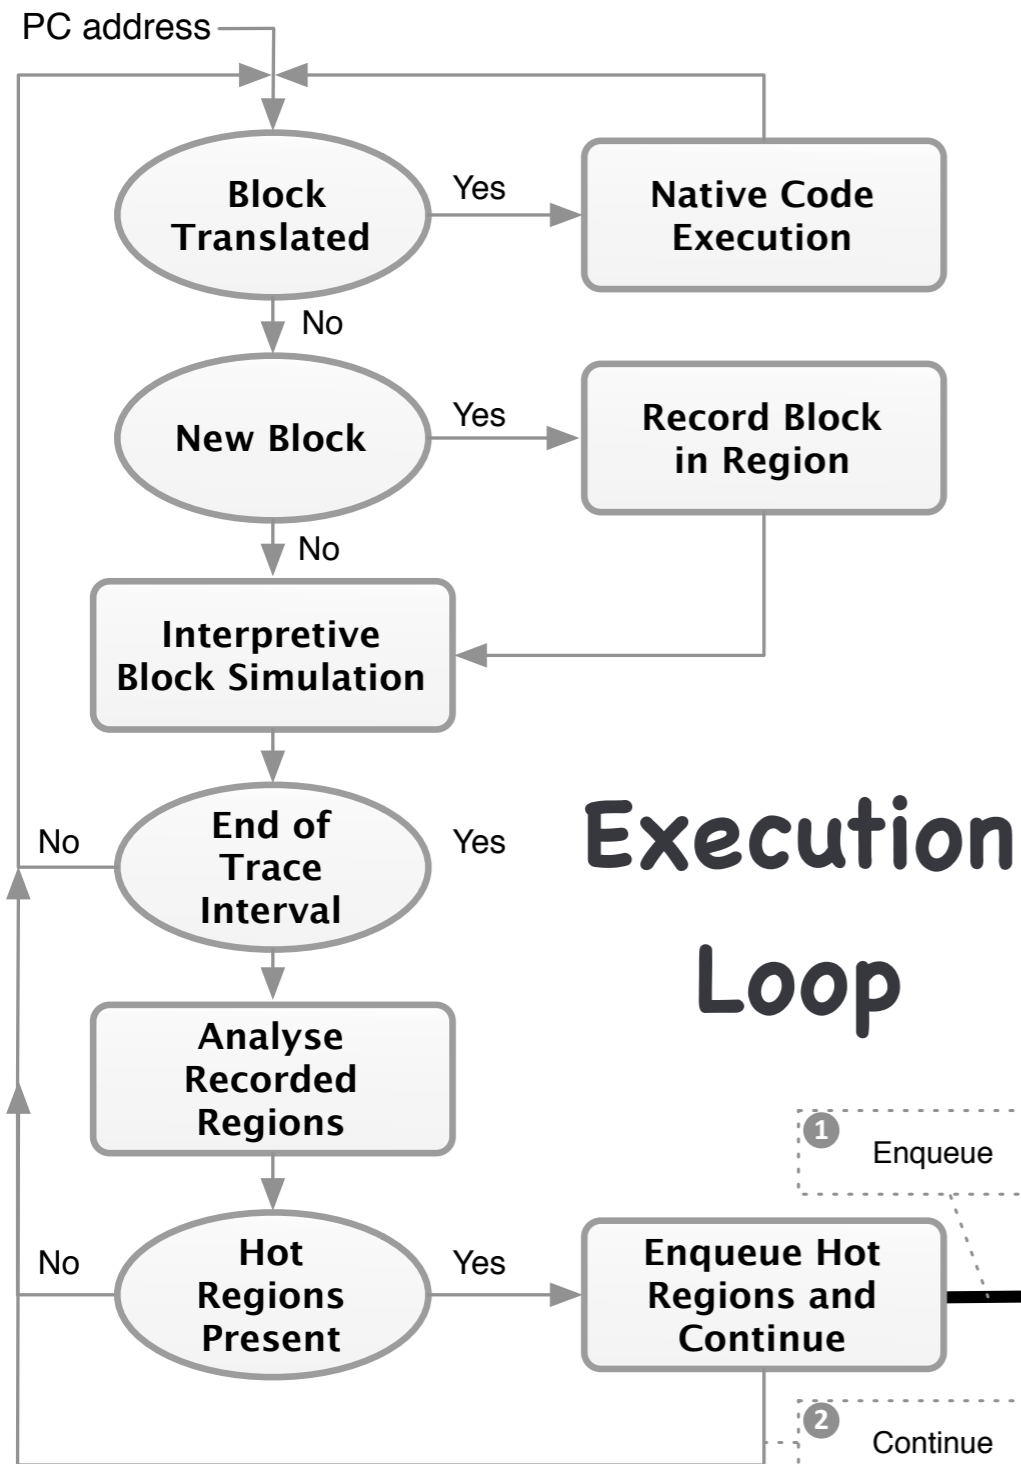 PC address
Block
Translated
Yes
Native Code
Execution
No
New Block
Yes
Record Block
in Region
No
Interpretive
Block Simulation
No
End of
Trace
Interval
Yes
Execution
Loop
Analyse
Recorded
Regions
1
Enqueue
No
Hot
Regions
Present
Yes
Enqueue Hot
Regions and
Continue
2
Continue